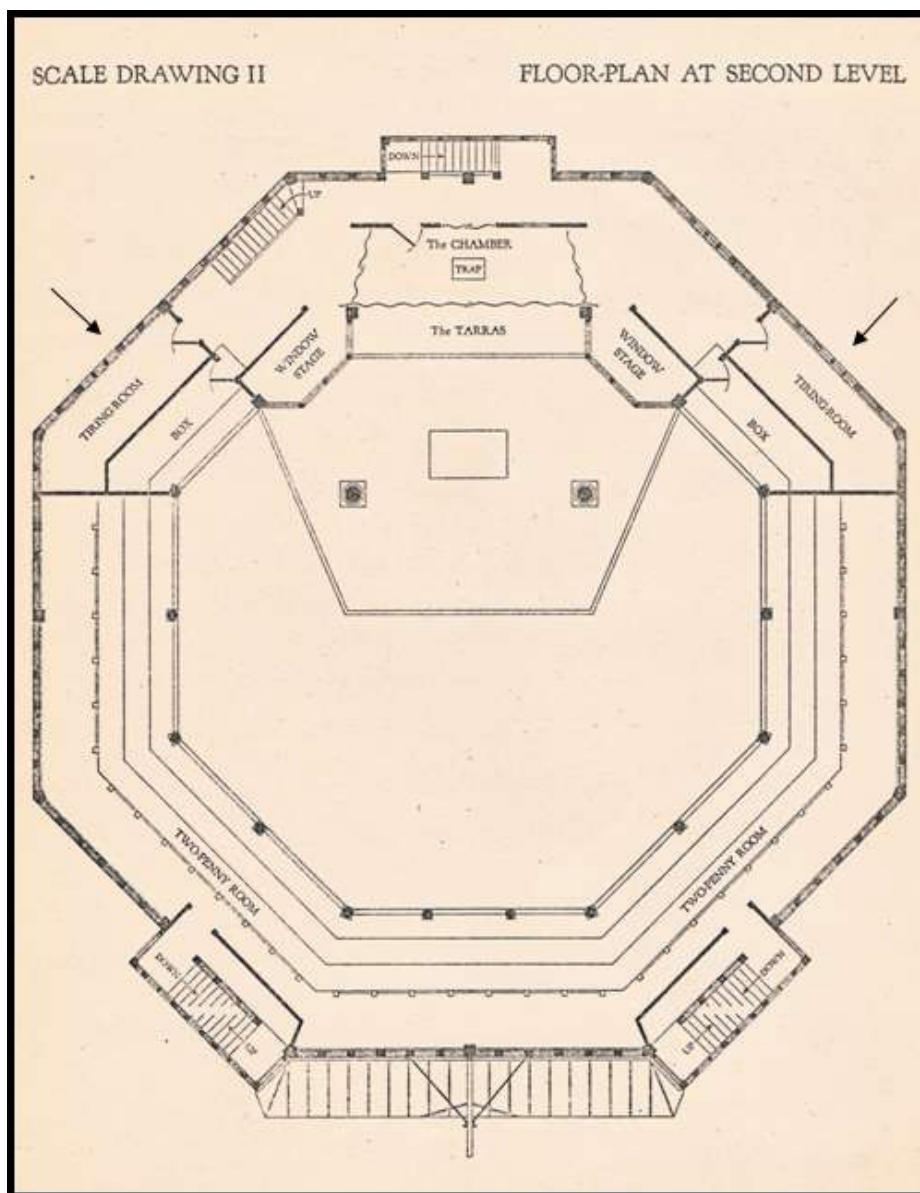 SCALE DRAWING II
FLOOR-PLAN AT SECOND LEVEL
DOWN
UP
The CHAMBER
TRAP
The TARRAS
WINDOW
STAGE
WINDOW
STAGE
TIRING-ROOM
BOX
BOX
TIRING-ROOM
TWO-PENNY ROOM
TWO-PENNY ROOM
DOWN
UP
DOWN
UP